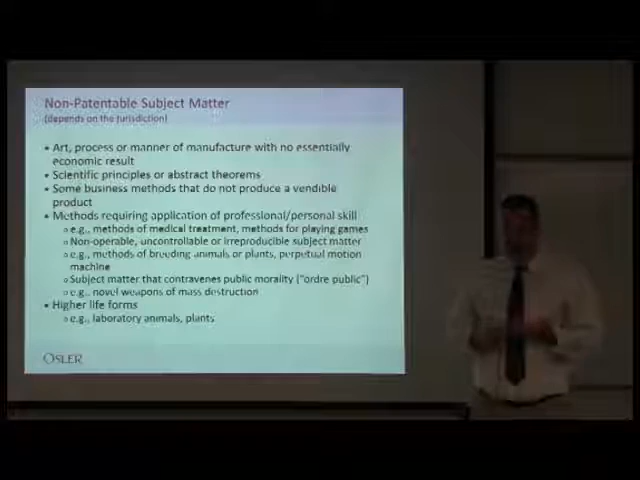 Non-Patentable Subject Matter
(depends on the jurisdiction)
▪ Art, process or manner of manufacture with no essentially
economic result
▪ Scientific principles or abstract theorems
▪ Some business methods that do not produce a vendible
product
▪ Methods requiring application of professional/personal skill
o e.g., methods of medical treatment, methods for playing games
o Non-operable, uncontrollable or irreproducible subject matter
o e.g., methods of breeding animals or plants, perpetual motion
machine
o Subject matter that contravenes public morality ("ordre public")
o e.g., novel weapons of mass destruction
▪ Higher life forms
o e.g., laboratory animals, plants
OSLER